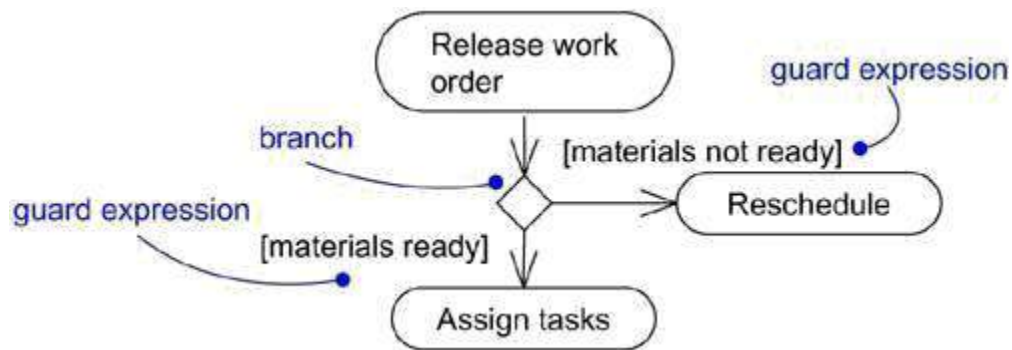 Release work
order
guard expression
branch
[materials not ready]
Reschedule
guard expression
[materials ready]
Assign tasks